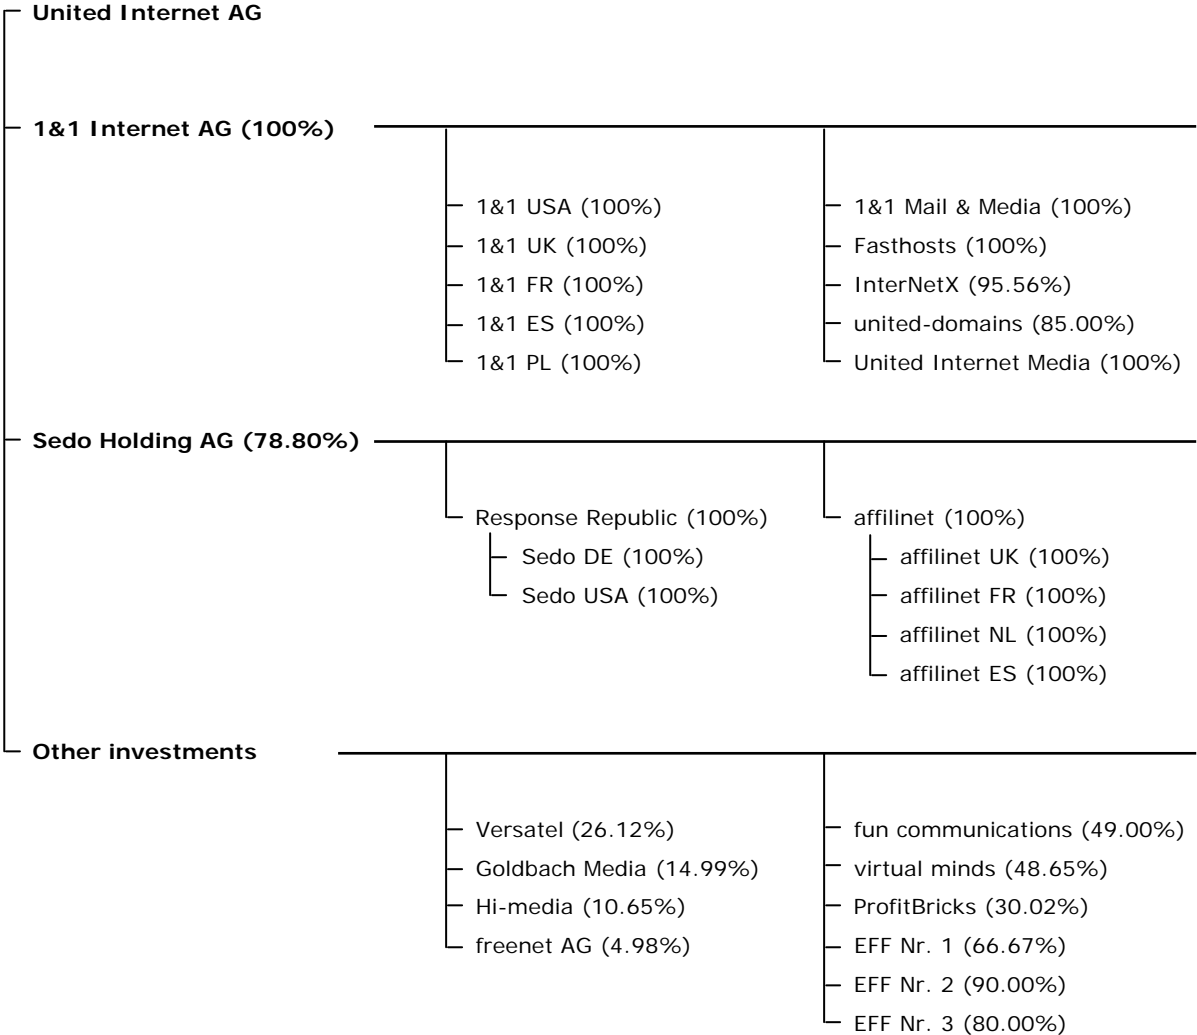 United Internet AG
1&1 Internet AG (100%)
1&1 USA (100%)
1&1 UK (100%)
1&1 FR (100%)
1&1 ES (100%)
1&1 PL (100%)
1&1 Mail & Media (100%)
Fasthosts (100%)
InterNetX (95.56%)
united-domains (85.00%)
United Internet Media (100%)
Sedo Holding AG (78.80%)
Response Republic (100%)
Sedo DE (100%)
Sedo USA (100%)
affilinet (100%)
affilinet UK (100%)
affilinet FR (100%)
affilinet NL (100%)
affilinet ES (100%)
Other investments
Versatel (26.12%)
Goldbach Media (14.99%)
Hi-media (10.65%)
freenet AG (4.98%)
fun communications (49.00%)
virtual minds (48.65%)
ProfitBricks (30.02%)
EFF Nr. 1 (66.67%)
EFF Nr. 2 (90.00%)
EFF Nr. 3 (80.00%)